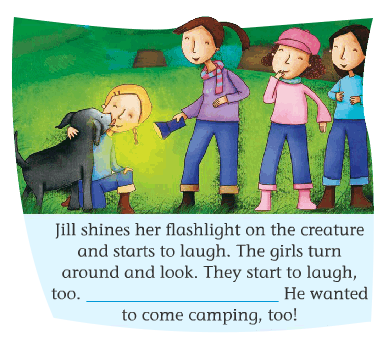 Jill shines her flashlight on the creature
and starts to laugh. The girls turn
around and look. They start to laugh,
too. ____________________ He wanted
to come camping, too!